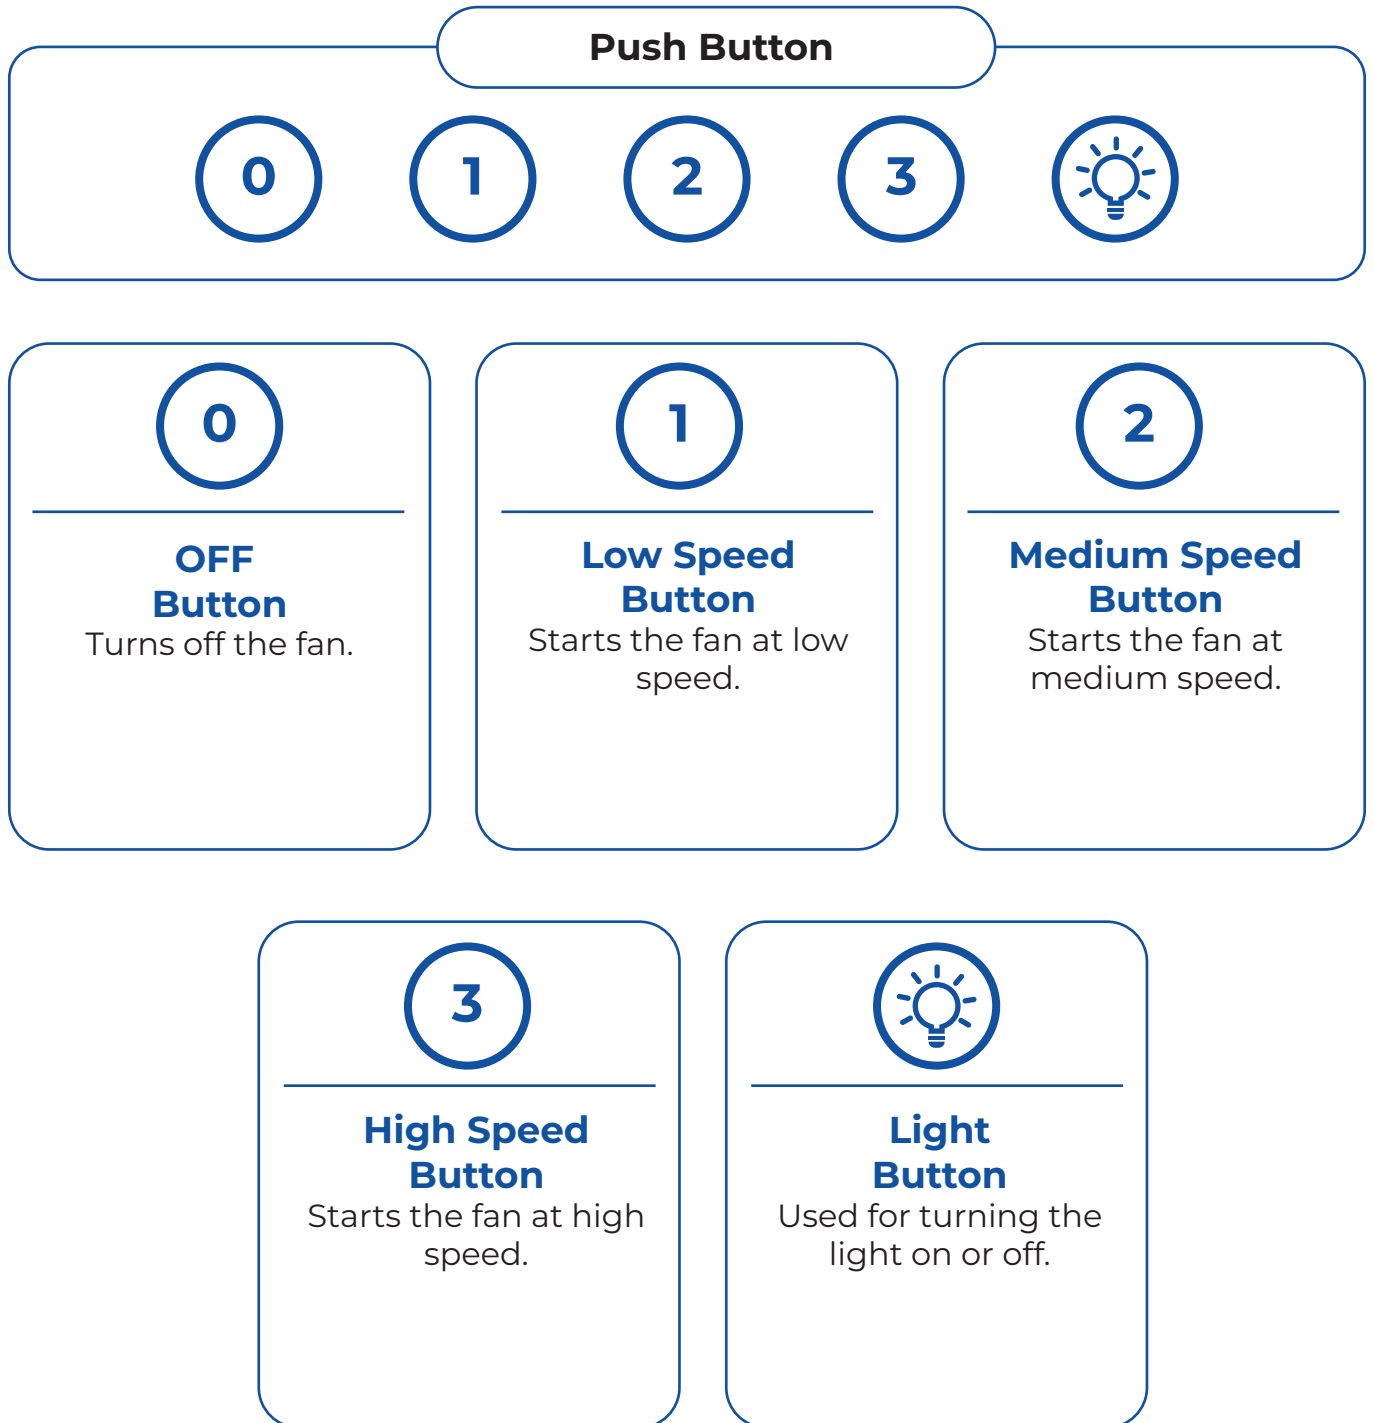 Push Button
0 1 2 3
0
OFF
Button
Turns off the fan.
1
Low Speed
Button
Starts the fan at low
speed.
2
Medium Speed
Button
Starts the fan at
medium speed.
3
High Speed
Button
Starts the fan at high
speed.
Light
Button
Used for turning the
light on or off.